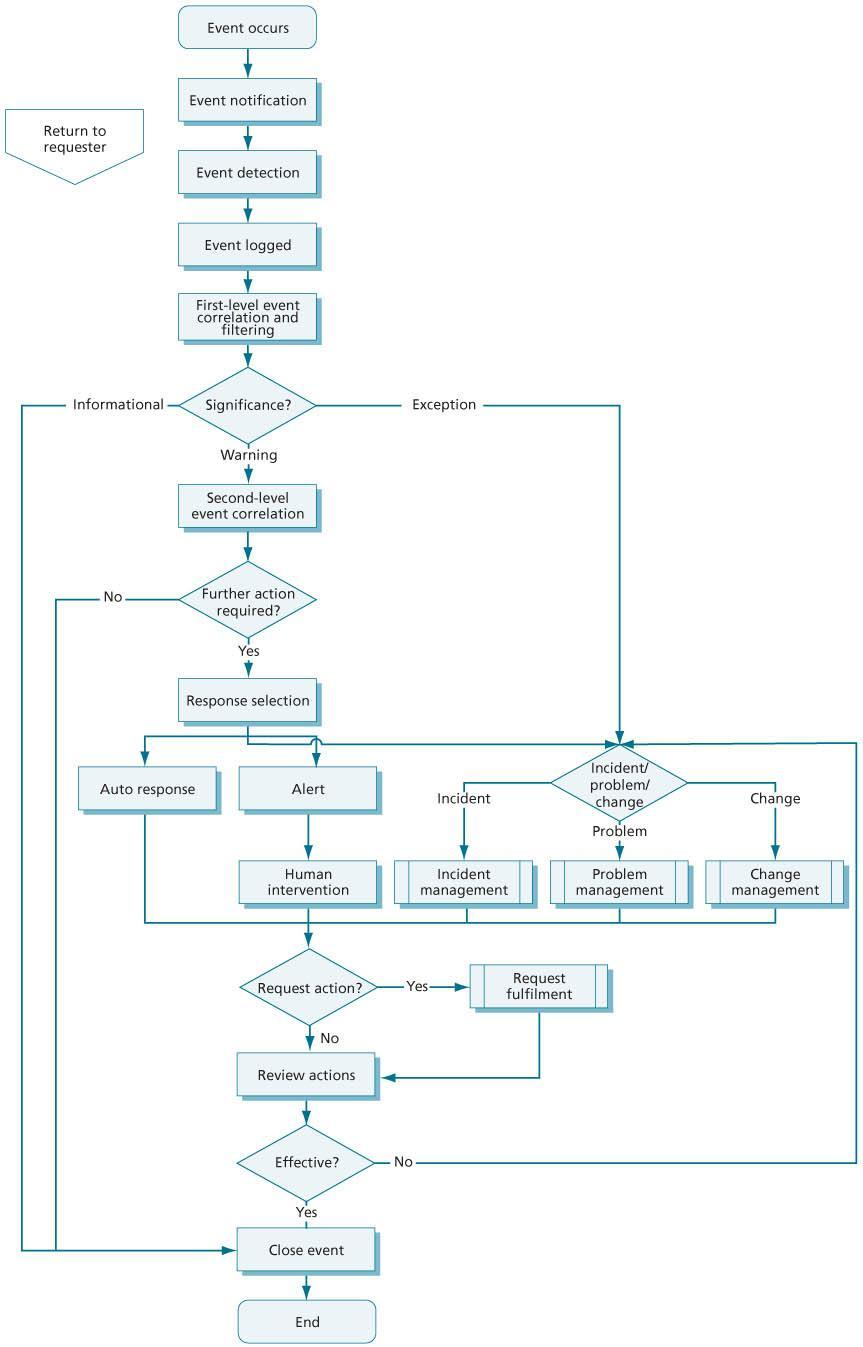 Event occurs
Event notification
Return to
requester
Event detection
Event logged
First-level event
correlation and
filtering
Informational
Significance?
Exception
Warning
Second-level
event correlation
No
Further action
required?
Yes
Response selection
Auto response
Alert
Incident/
problem/
change
Incident
Change
Problem
Human
intervention
Incident
management
Problem
management
Change
management
Request action?
Yes
Request
fulfilment
No
Review actions
Effective?
No
Yes
Close event
End